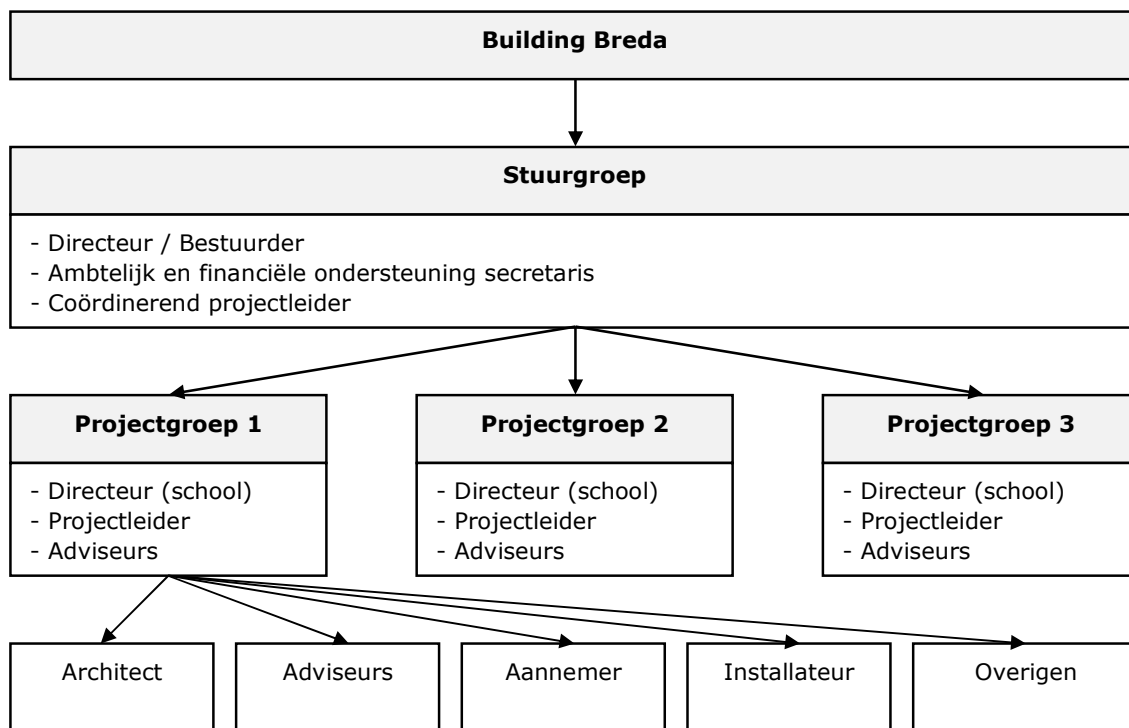 Building Breda
Stuurgroep
- Directeur / Bestuurder
- Ambtelijk en financiële ondersteuning secretaris
- Coördinerend projectleider
Projectgroep 1
- Directeur (school)
- Projectleider
- Adviseurs
Projectgroep 2
- Directeur (school)
- Projectleider
- Adviseurs
Projectgroep 3
- Directeur (school)
- Projectleider
- Adviseurs
Architect
Adviseurs
Aannemer
Installateur
Overigen